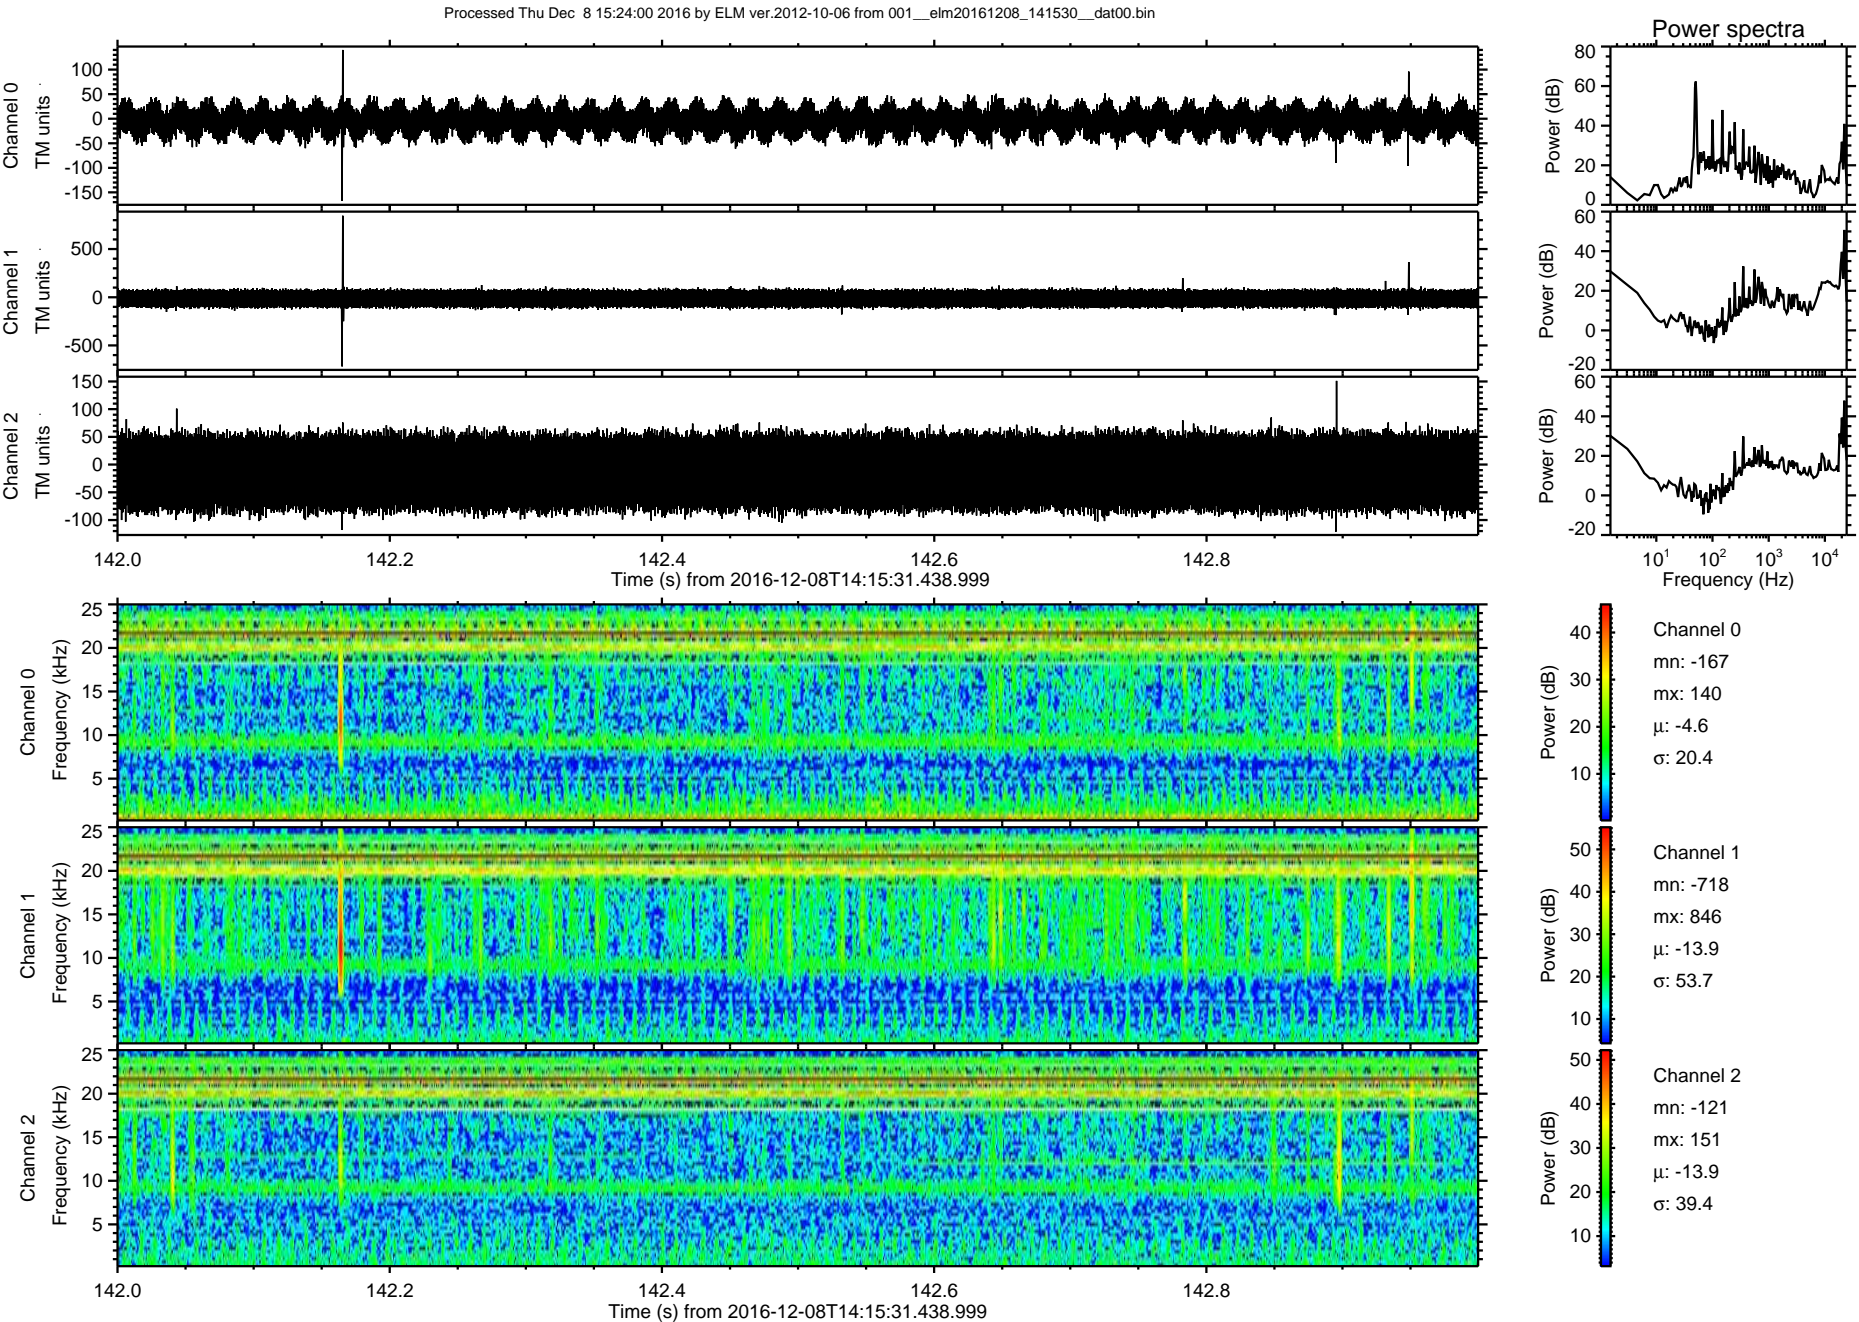 Processed Thu Dec  8 15:24:00 2016 by ELM ver.2012-10-06 from 001__elm20161208_141530__dat00.bin
Power spectra
Channel 0
TM units
100
50
0
-50
-100
-150
Power (dB)
80
60
40
20
0
Channel 1
TM units
500
0
-500
Power (dB)
60
40
20
0
-20
Channel 2
TM units
150
100
50
0
-50
-100
Power (dB)
60
40
20
0
-20
142.0 142.2 142.4 142.6 142.8
Time (s) from 2016-12-08T14:15:31.438.999
10^1 10^2 10^3 10^4
Frequency (Hz)
Channel 0
Frequency (kHz)
25
20
15
10
5
Power (dB)
40
30
20
10
Channel 0
mn: -167
mx: 140
μ: -4.6
σ: 20.4
Channel 1
Frequency (kHz)
25
20
15
10
5
Power (dB)
50
40
30
20
10
Channel 1
mn: -718
mx: 846
μ: -13.9
σ: 53.7
Channel 2
Frequency (kHz)
25
20
15
10
5
Power (dB)
50
40
30
20
10
Channel 2
mn: -121
mx: 151
μ: -13.9
σ: 39.4
142.0 142.2 142.4 142.6 142.8
Time (s) from 2016-12-08T14:15:31.438.999